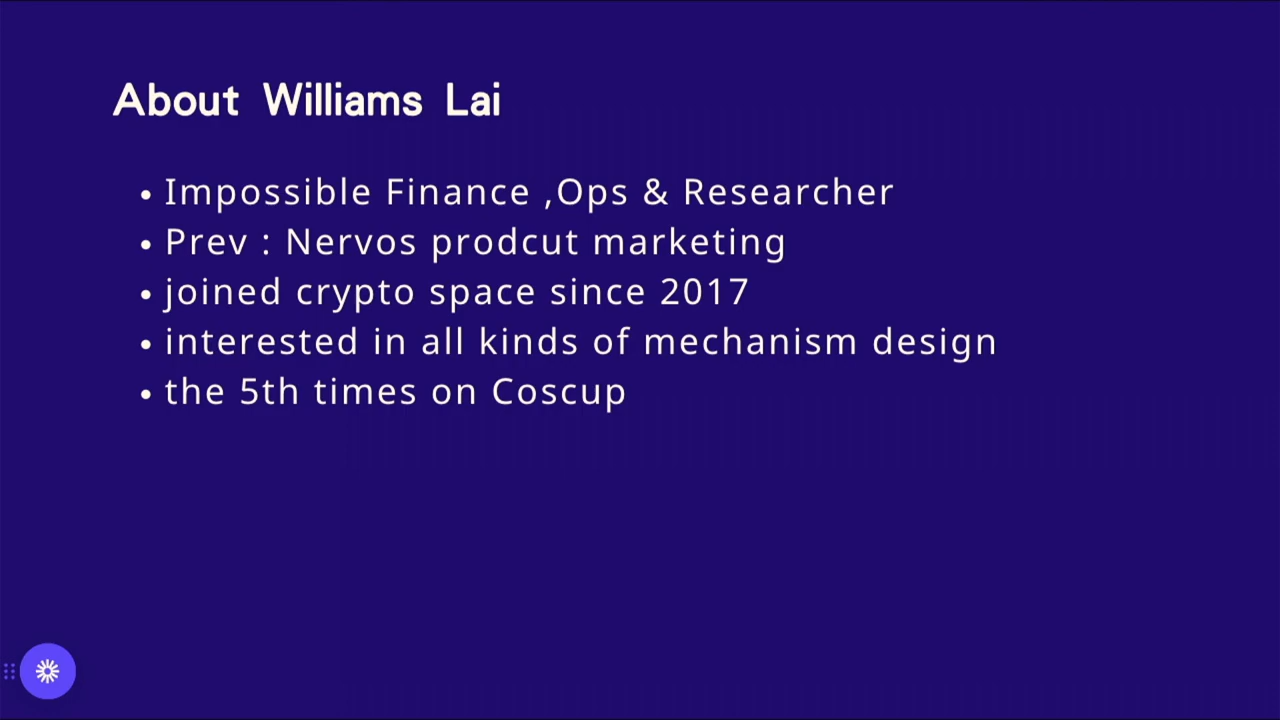 About Williams Lai
• Impossible Finance ,Ops & Researcher
• Prev : Nervos prodcut marketing
• joined crypto space since 2017
• interested in all kinds of mechanism design
• the 5th times on Coscup